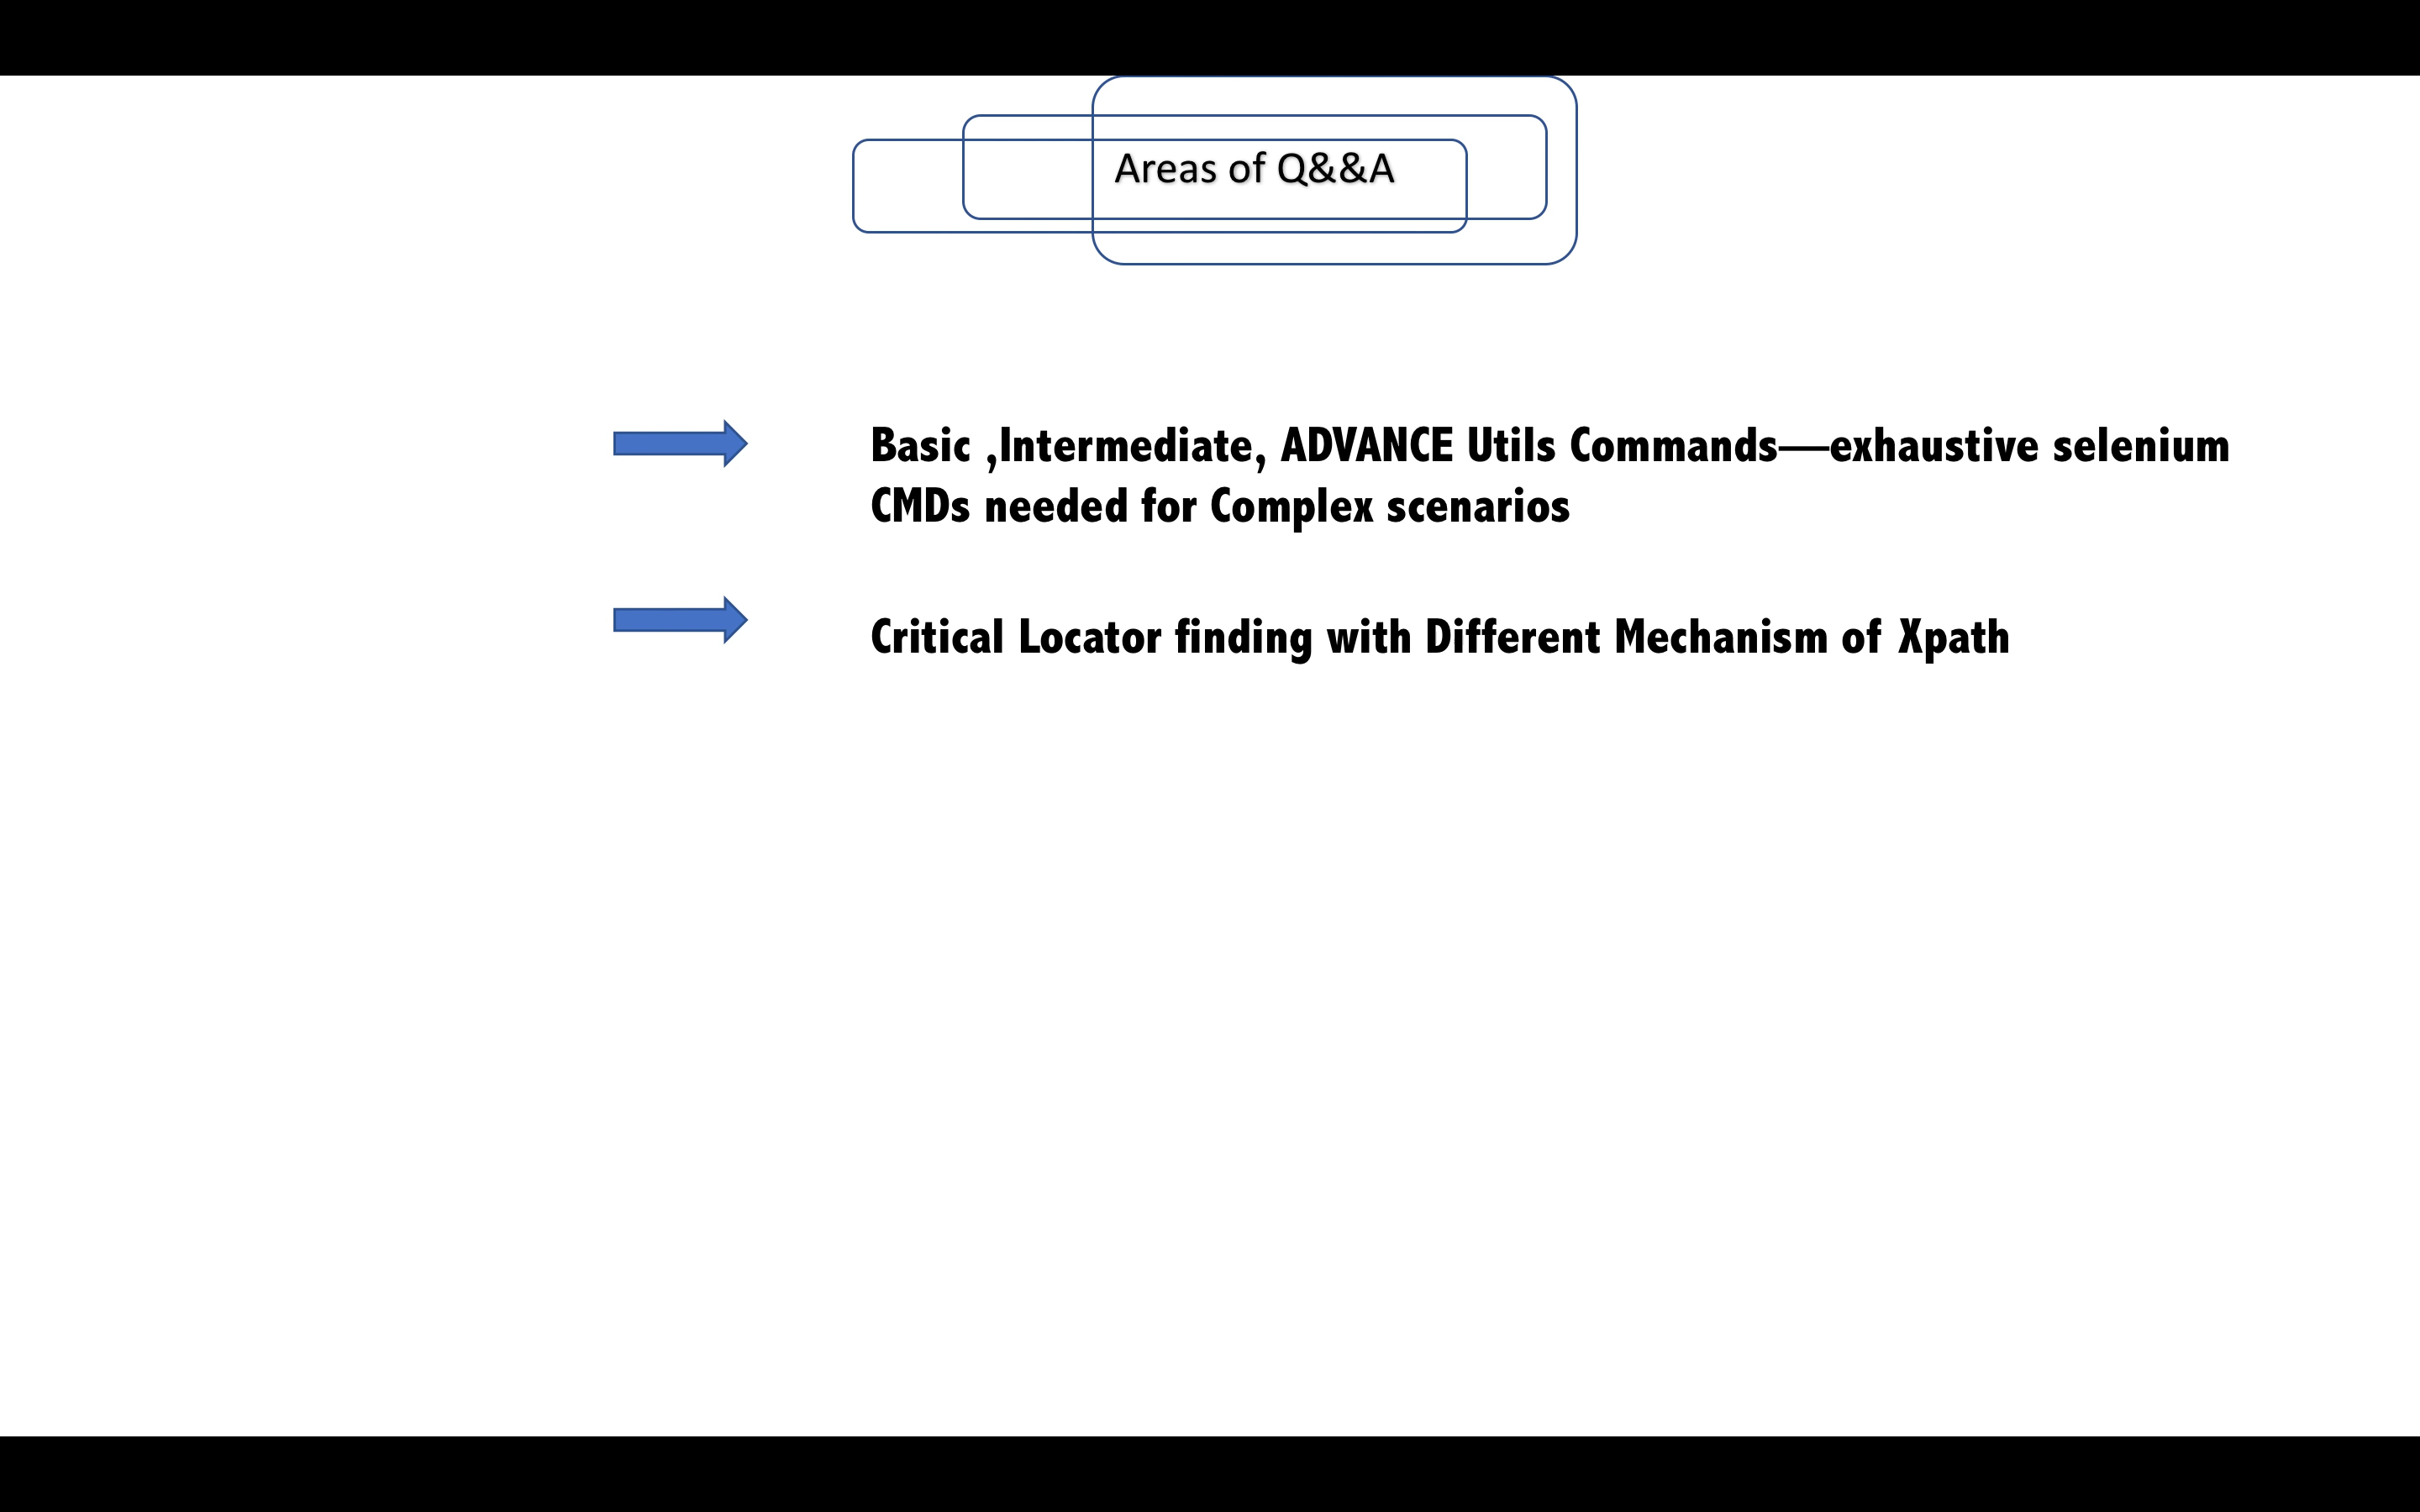 Areas of Q&&A
Basic ,Intermediate, ADVANCE Utils Commands—exhaustive selenium
CMDs needed for Complex scenarios
Critical Locator finding with Different Mechanism of Xpath